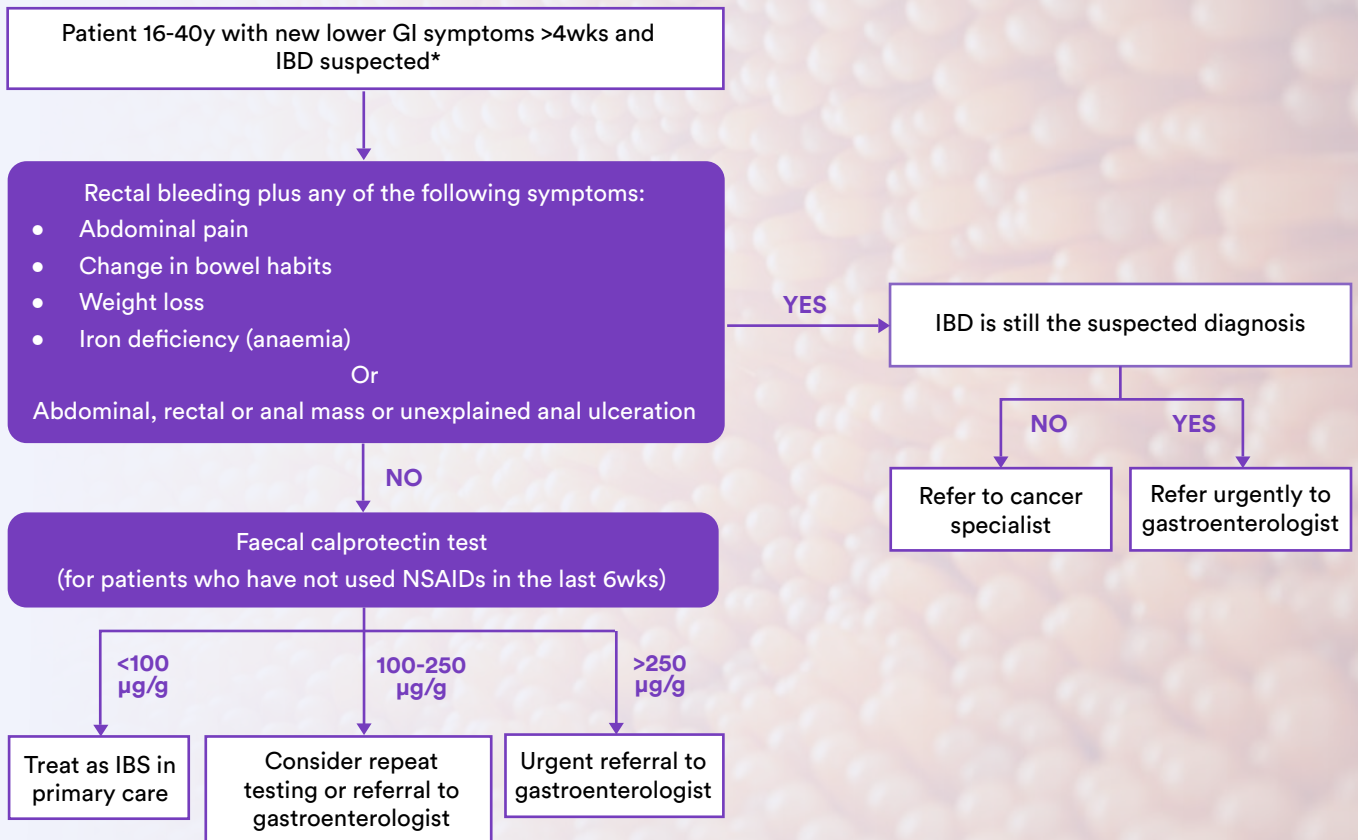 Patient 16-40y with new lower GI symptoms >4wks and
IBD suspected*
Rectal bleeding plus any of the following symptoms:
• Abdominal pain
• Change in bowel habits
• Weight loss
• Iron deficiency (anaemia)
Or
Abdominal, rectal or anal mass or unexplained anal ulceration
YES
IBD is still the suspected diagnosis
NO
YES
Refer to cancer
specialist
Refer urgently to
gastroenterologist
NO
Faecal calprotectin test
(for patients who have not used NSAIDs in the last 6wks)
<100
µg/g
100-250
µg/g
>250
µg/g
Treat as IBS in
primary care
Consider repeat
testing or referral to
gastroenterologist
Urgent referral to
gastroenterologist